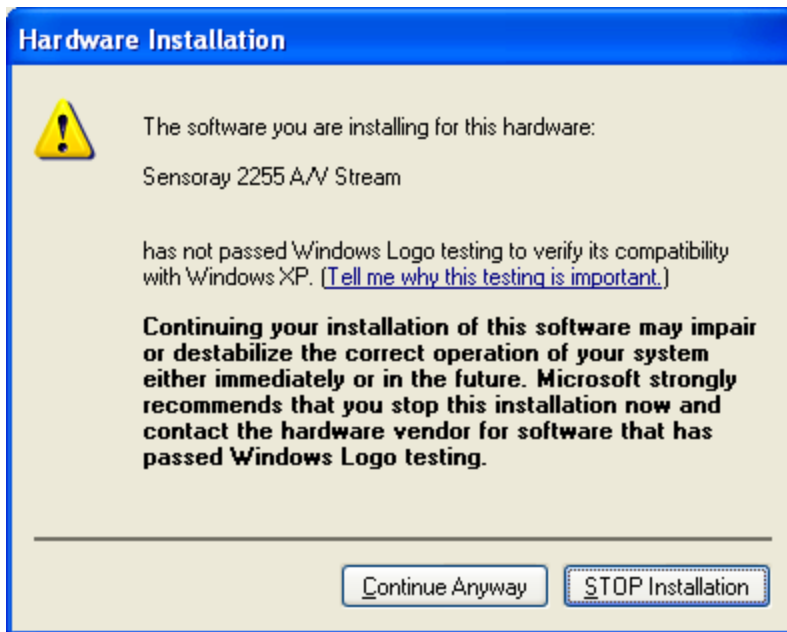 Hardware Installation
The software you are installing for this hardware:
Sensoray 2255 A/V Stream
has not passed Windows Logo testing to verify its compatibility
with Windows XP. (Tell me why this testing is important.)
Continuing your installation of this software may impair
or destabilize the correct operation of your system
either immediately or in the future. Microsoft strongly
recommends that you stop this installation now and
contact the hardware vendor for software that has
passed Windows Logo testing.
Continue Anyway
STOP Installation